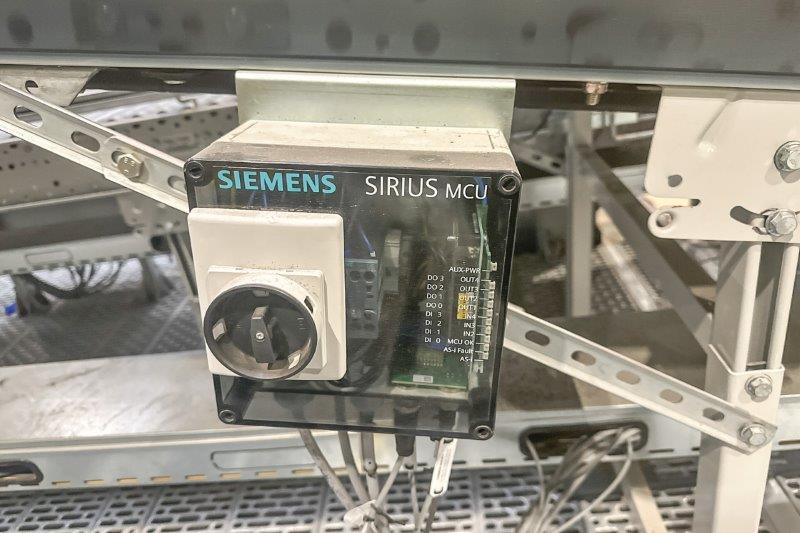 SIEMENS SIRIUS MCU
AUX-PWR
DO 3 OUT4
DO 2 OUT3
DO 1 OUT2
DO 0 OUT1
DI 3 IN4
DI 2 IN3
DI 1 IN2
DI 0 MCU OK
AS-i Fault
AS-i